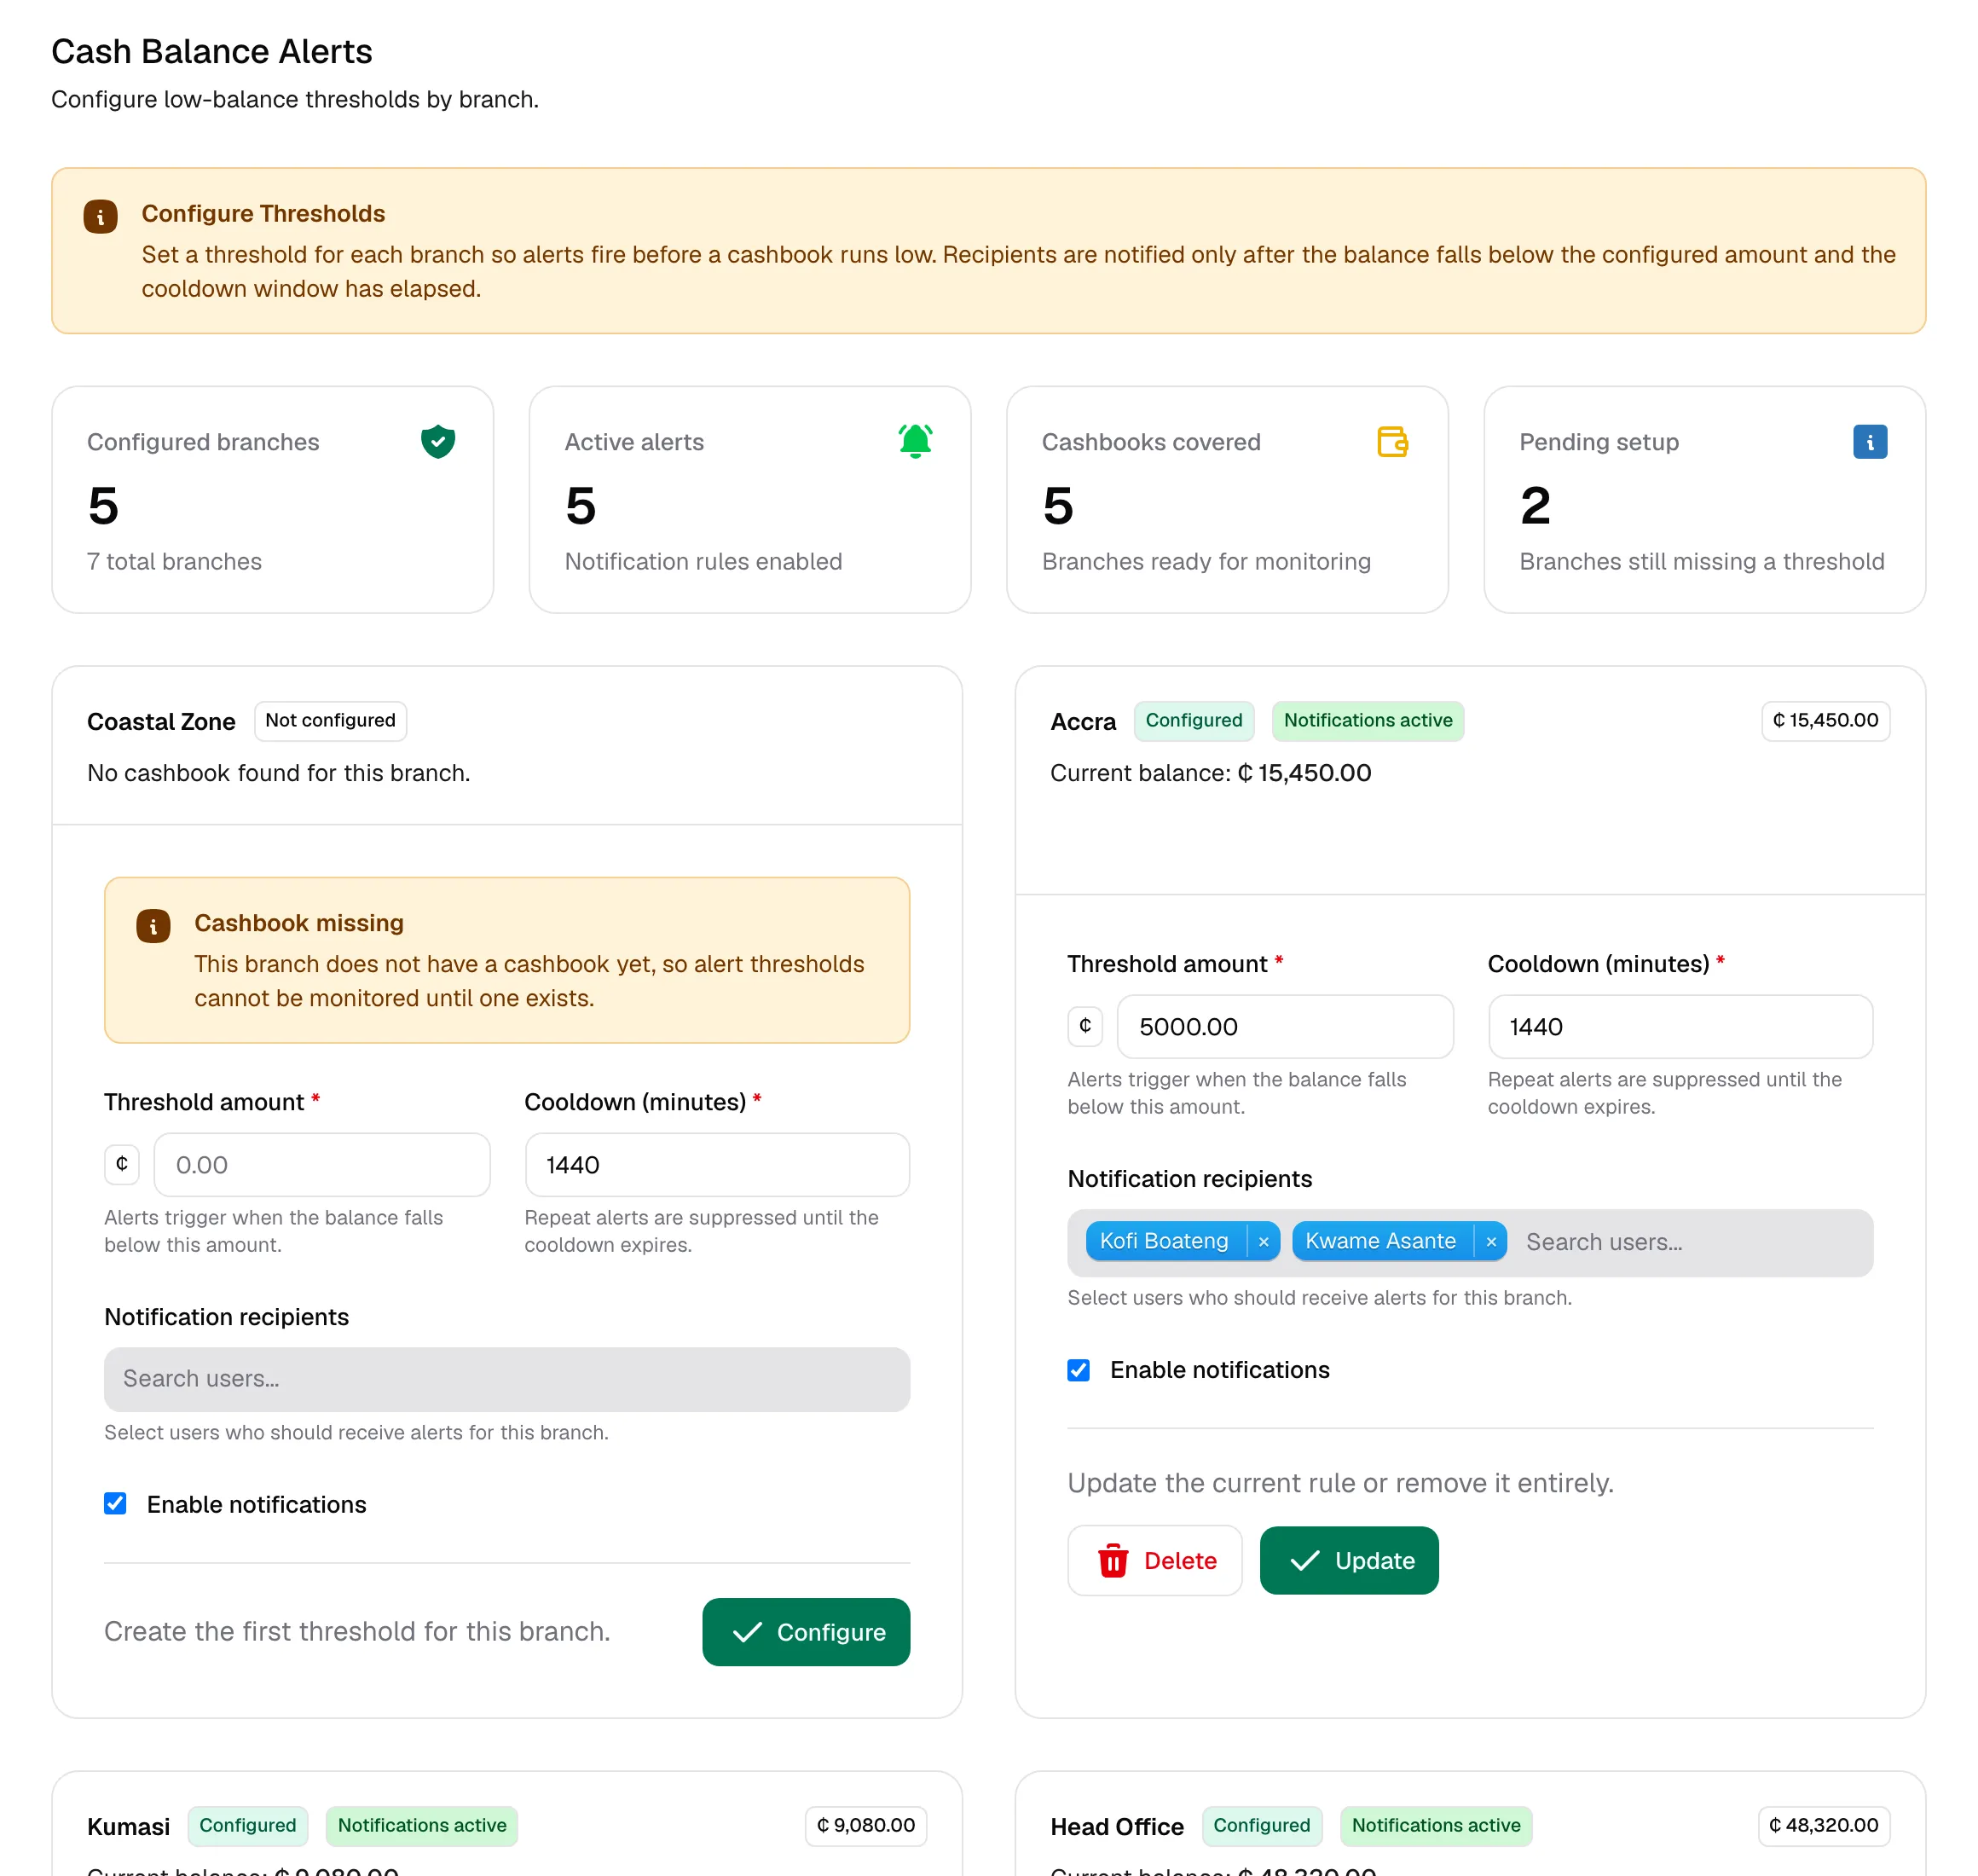 Cash Balance Alerts
Configure low-balance thresholds by branch.
Configure Thresholds
Set a threshold for each branch so alerts fire before a cashbook runs low. Recipients are notified only after the balance falls below the configured amount and the
cooldown window has elapsed.
Configured branches
5
7 total branches
Active alerts
5
Notification rules enabled
Cashbooks covered
5
Branches ready for monitoring
Pending setup
2
Branches still missing a threshold
Coastal Zone Not configured
No cashbook found for this branch.
Cashbook missing
This branch does not have a cashbook yet, so alert thresholds
cannot be monitored until one exists.
Threshold amount *
₵ 0.00
Alerts trigger when the balance falls
below this amount.
Cooldown (minutes) *
1440
Repeat alerts are suppressed until the
cooldown expires.
Notification recipients
Search users...
Select users who should receive alerts for this branch.
Enable notifications
Create the first threshold for this branch.
Configure
Accra Configured Notifications active ₵ 15,450.00
Current balance: ₵ 15,450.00
Threshold amount *
₵ 5000.00
Alerts trigger when the balance falls
below this amount.
Cooldown (minutes) *
1440
Repeat alerts are suppressed until the
cooldown expires.
Notification recipients
Kofi Boateng × Kwame Asante × Search users...
Select users who should receive alerts for this branch.
Enable notifications
Update the current rule or remove it entirely.
Delete Update
Kumasi Configured Notifications active ₵ 9,080.00
Current balance: ₵ 9,080.00
Head Office Configured Notifications active ₵ 48,320.00
Current balance: ₵ 48,320.00